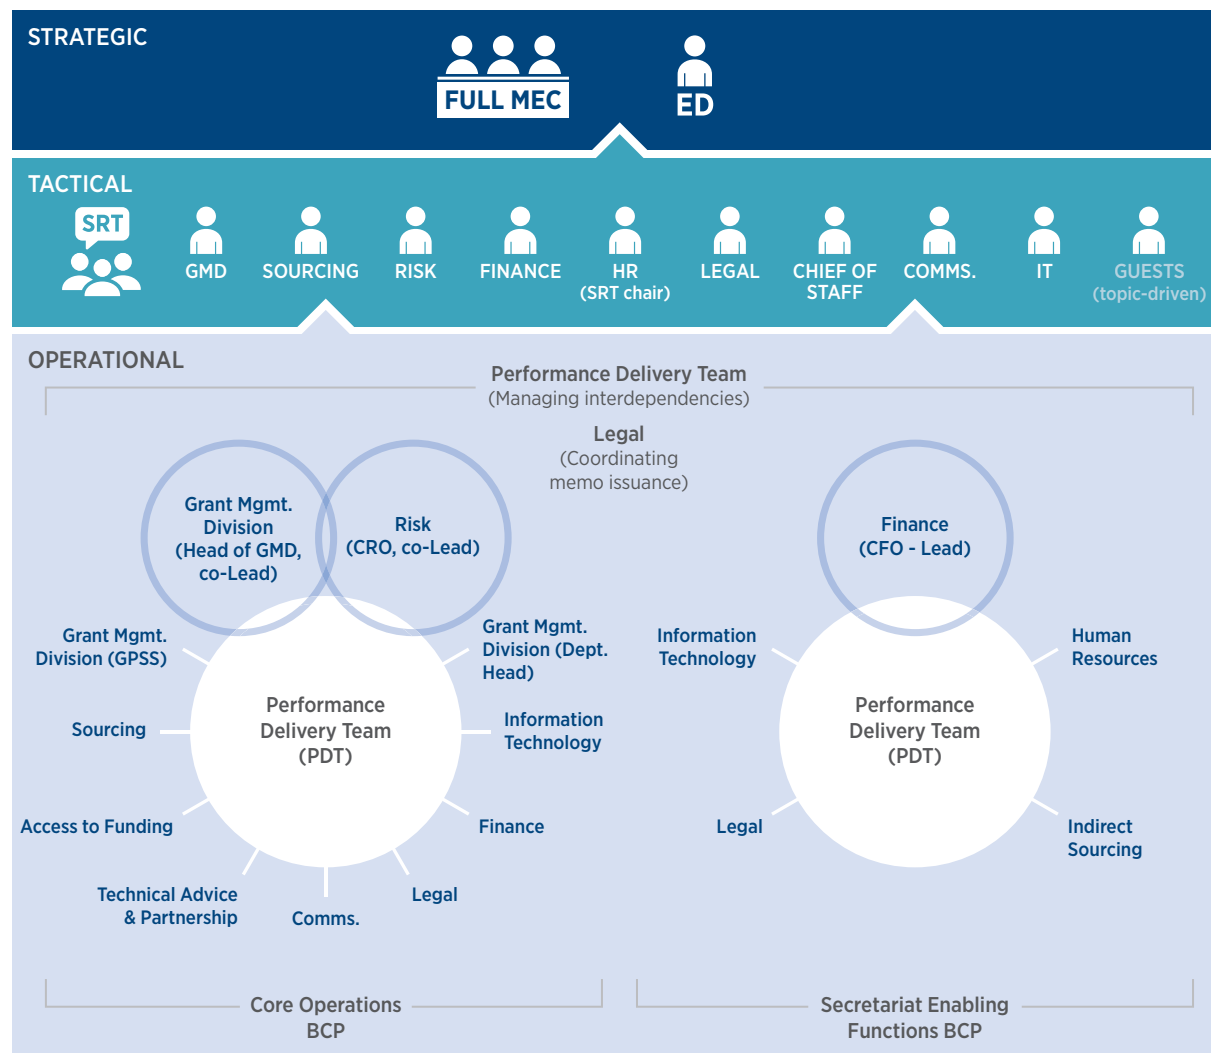 STRATEGIC
FULL MEC
ED
TACTICAL
SRT
GMD
SOURCING
RISK
FINANCE
HR
(SRT chair)
LEGAL
CHIEF OF
STAFF
COMMS.
IT
GUESTS
(topic-driven)
OPERATIONAL
Performance Delivery Team
(Managing interdependencies)
Legal
(Coordinating
memo issuance)
Grant Mgmt.
Division
(Head of GMD,
co-Lead)
Risk
(CRO, co-Lead)
Grant Mgmt.
Division (GPSS)
Grant Mgmt.
Division (Dept.
Head)
Sourcing
Performance
Delivery Team
(PDT)
Information
Technology
Access to Funding
Finance
Technical Advice
& Partnership
Comms.
Legal
Core Operations
BCP
Finance
(CFO - Lead)
Information
Technology
Human
Resources
Performance
Delivery Team
(PDT)
Legal
Indirect
Sourcing
Secretariat Enabling
Functions BCP